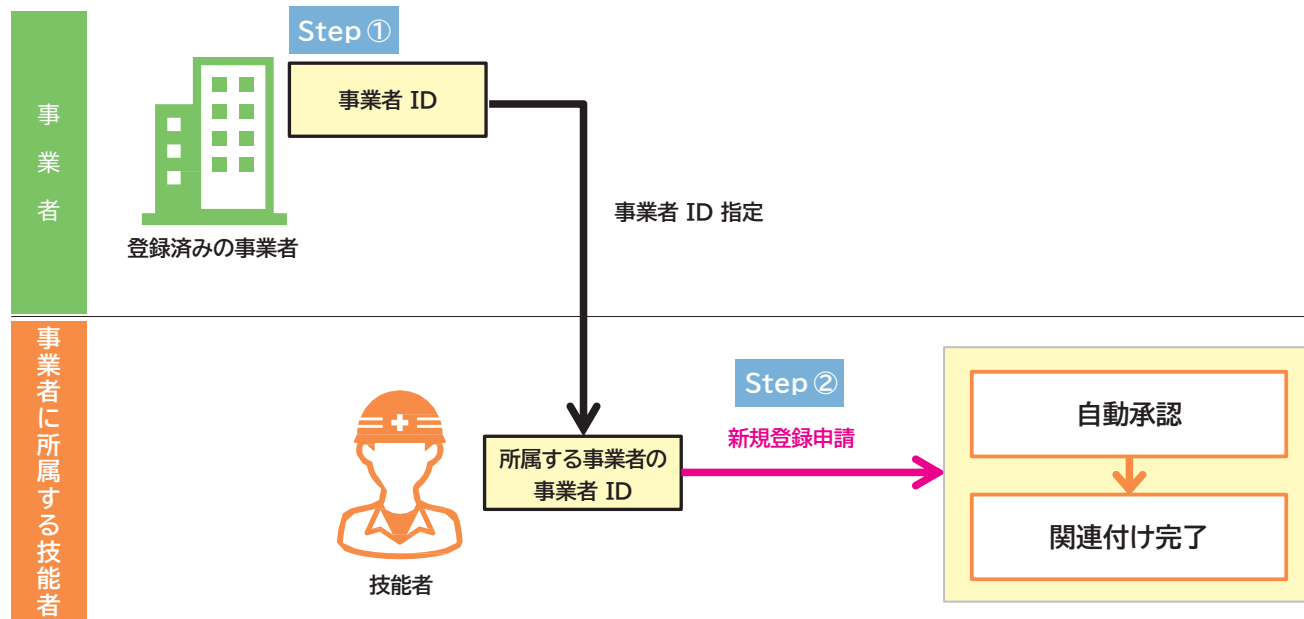 事業者
Step ①
事業者 ID
登録済みの事業者
事業者 ID 指定
事業者に所属する技能者
技能者
所属する事業者の
事業者 ID
Step ②
新規登録申請
自動承認
関連付け完了